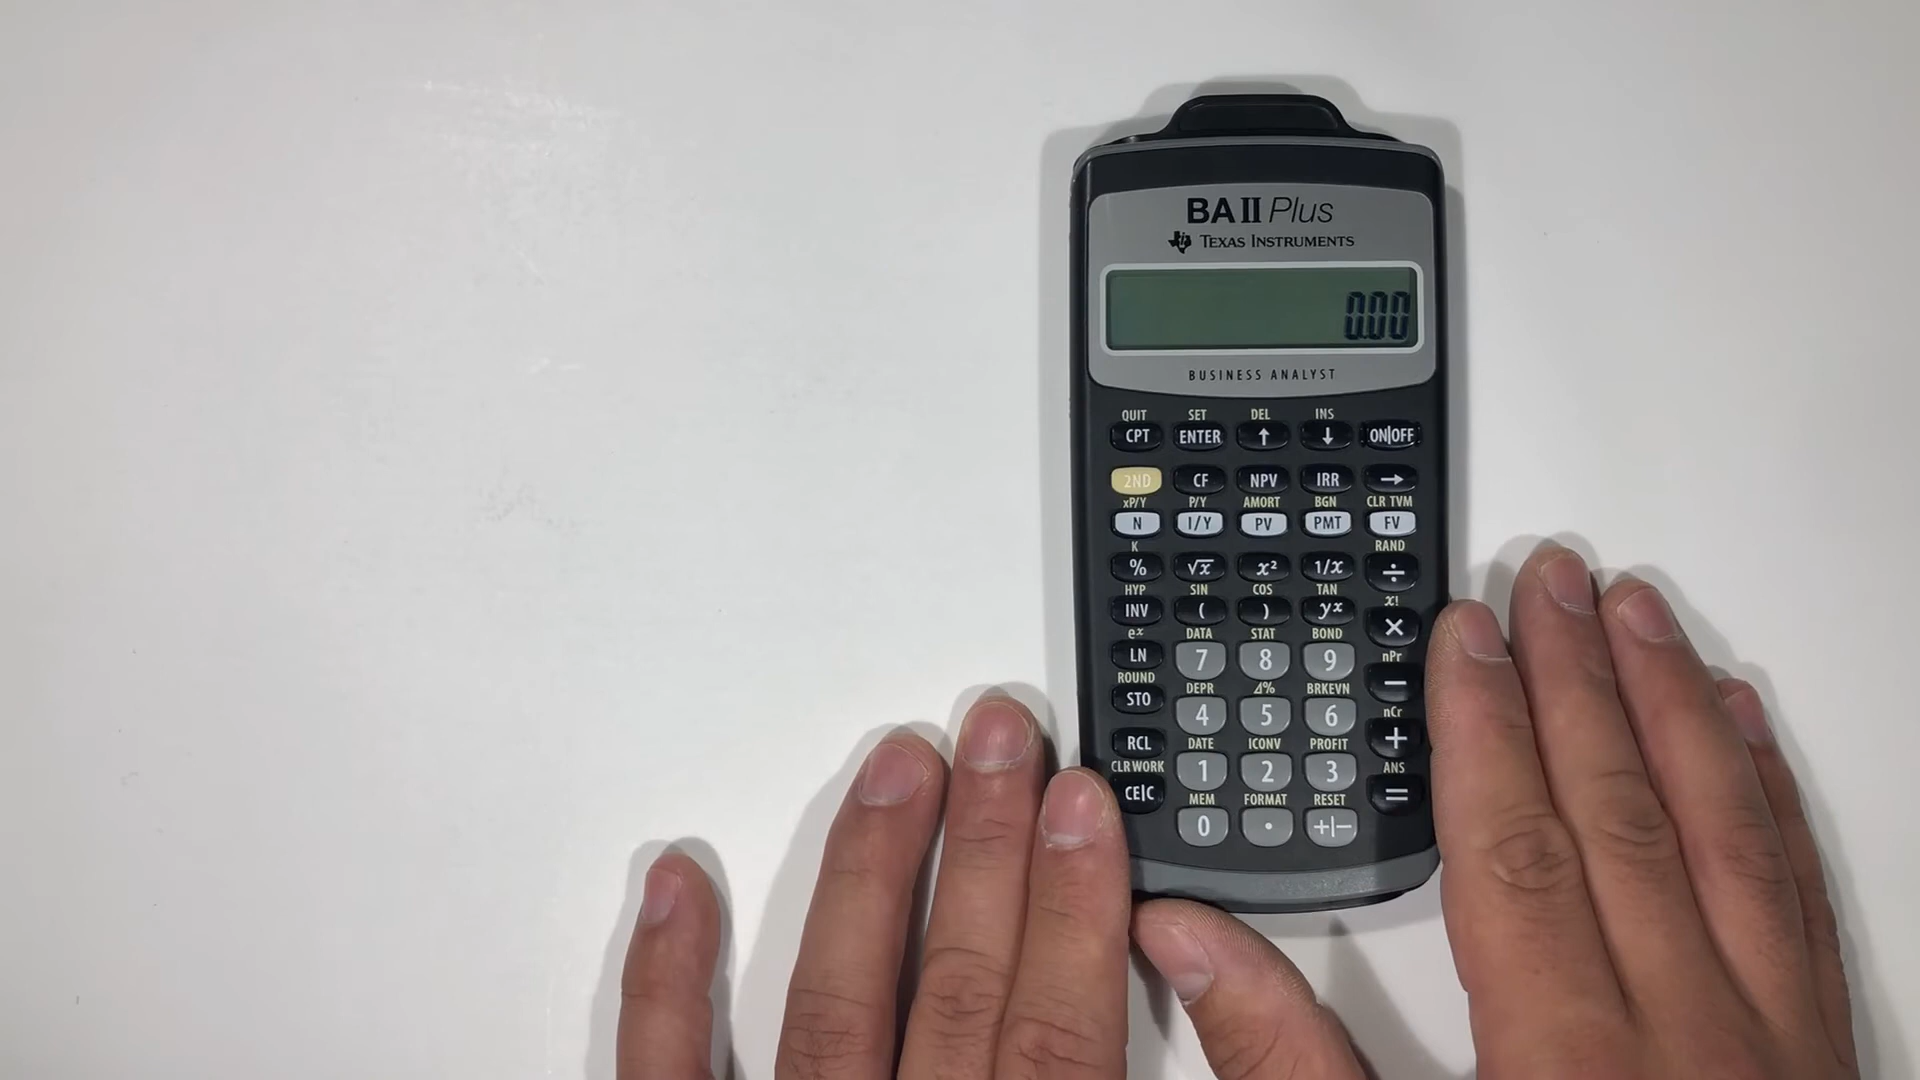 BA II Plus
TEXAS INSTRUMENTS
0.00
BUSINESS ANALYST
QUIT SET DEL INS
CPT ENTER ↑ ↓ ON|OFF
2ND CF NPV IRR →
xP/Y P/Y AMORT BGN CLR TVM
N I/Y PV PMT FV
K RAND
% √x x² 1/x ÷
HYP SIN COS TAN x!
INV ( ) yˣ ×
eˣ DATA STAT BOND nPr
LN 7 8 9 −
ROUND DEPR Δ% BRKEVN nCr
STO 4 5 6 +
RCL DATE ICONV PROFIT ANS
CLR WORK 1 2 3 =
CE|C MEM FORMAT RESET
0 . +|−